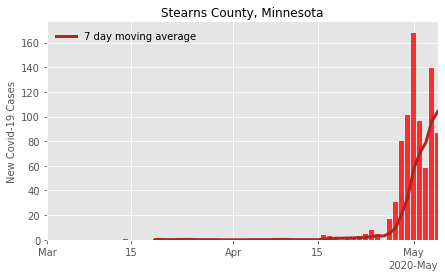 Stearns County, Minnesota
7 day moving average
New Covid-19 Cases
160
140
120
100
80
60
40
20
0
Mar 15 Apr 15 May
2020-May